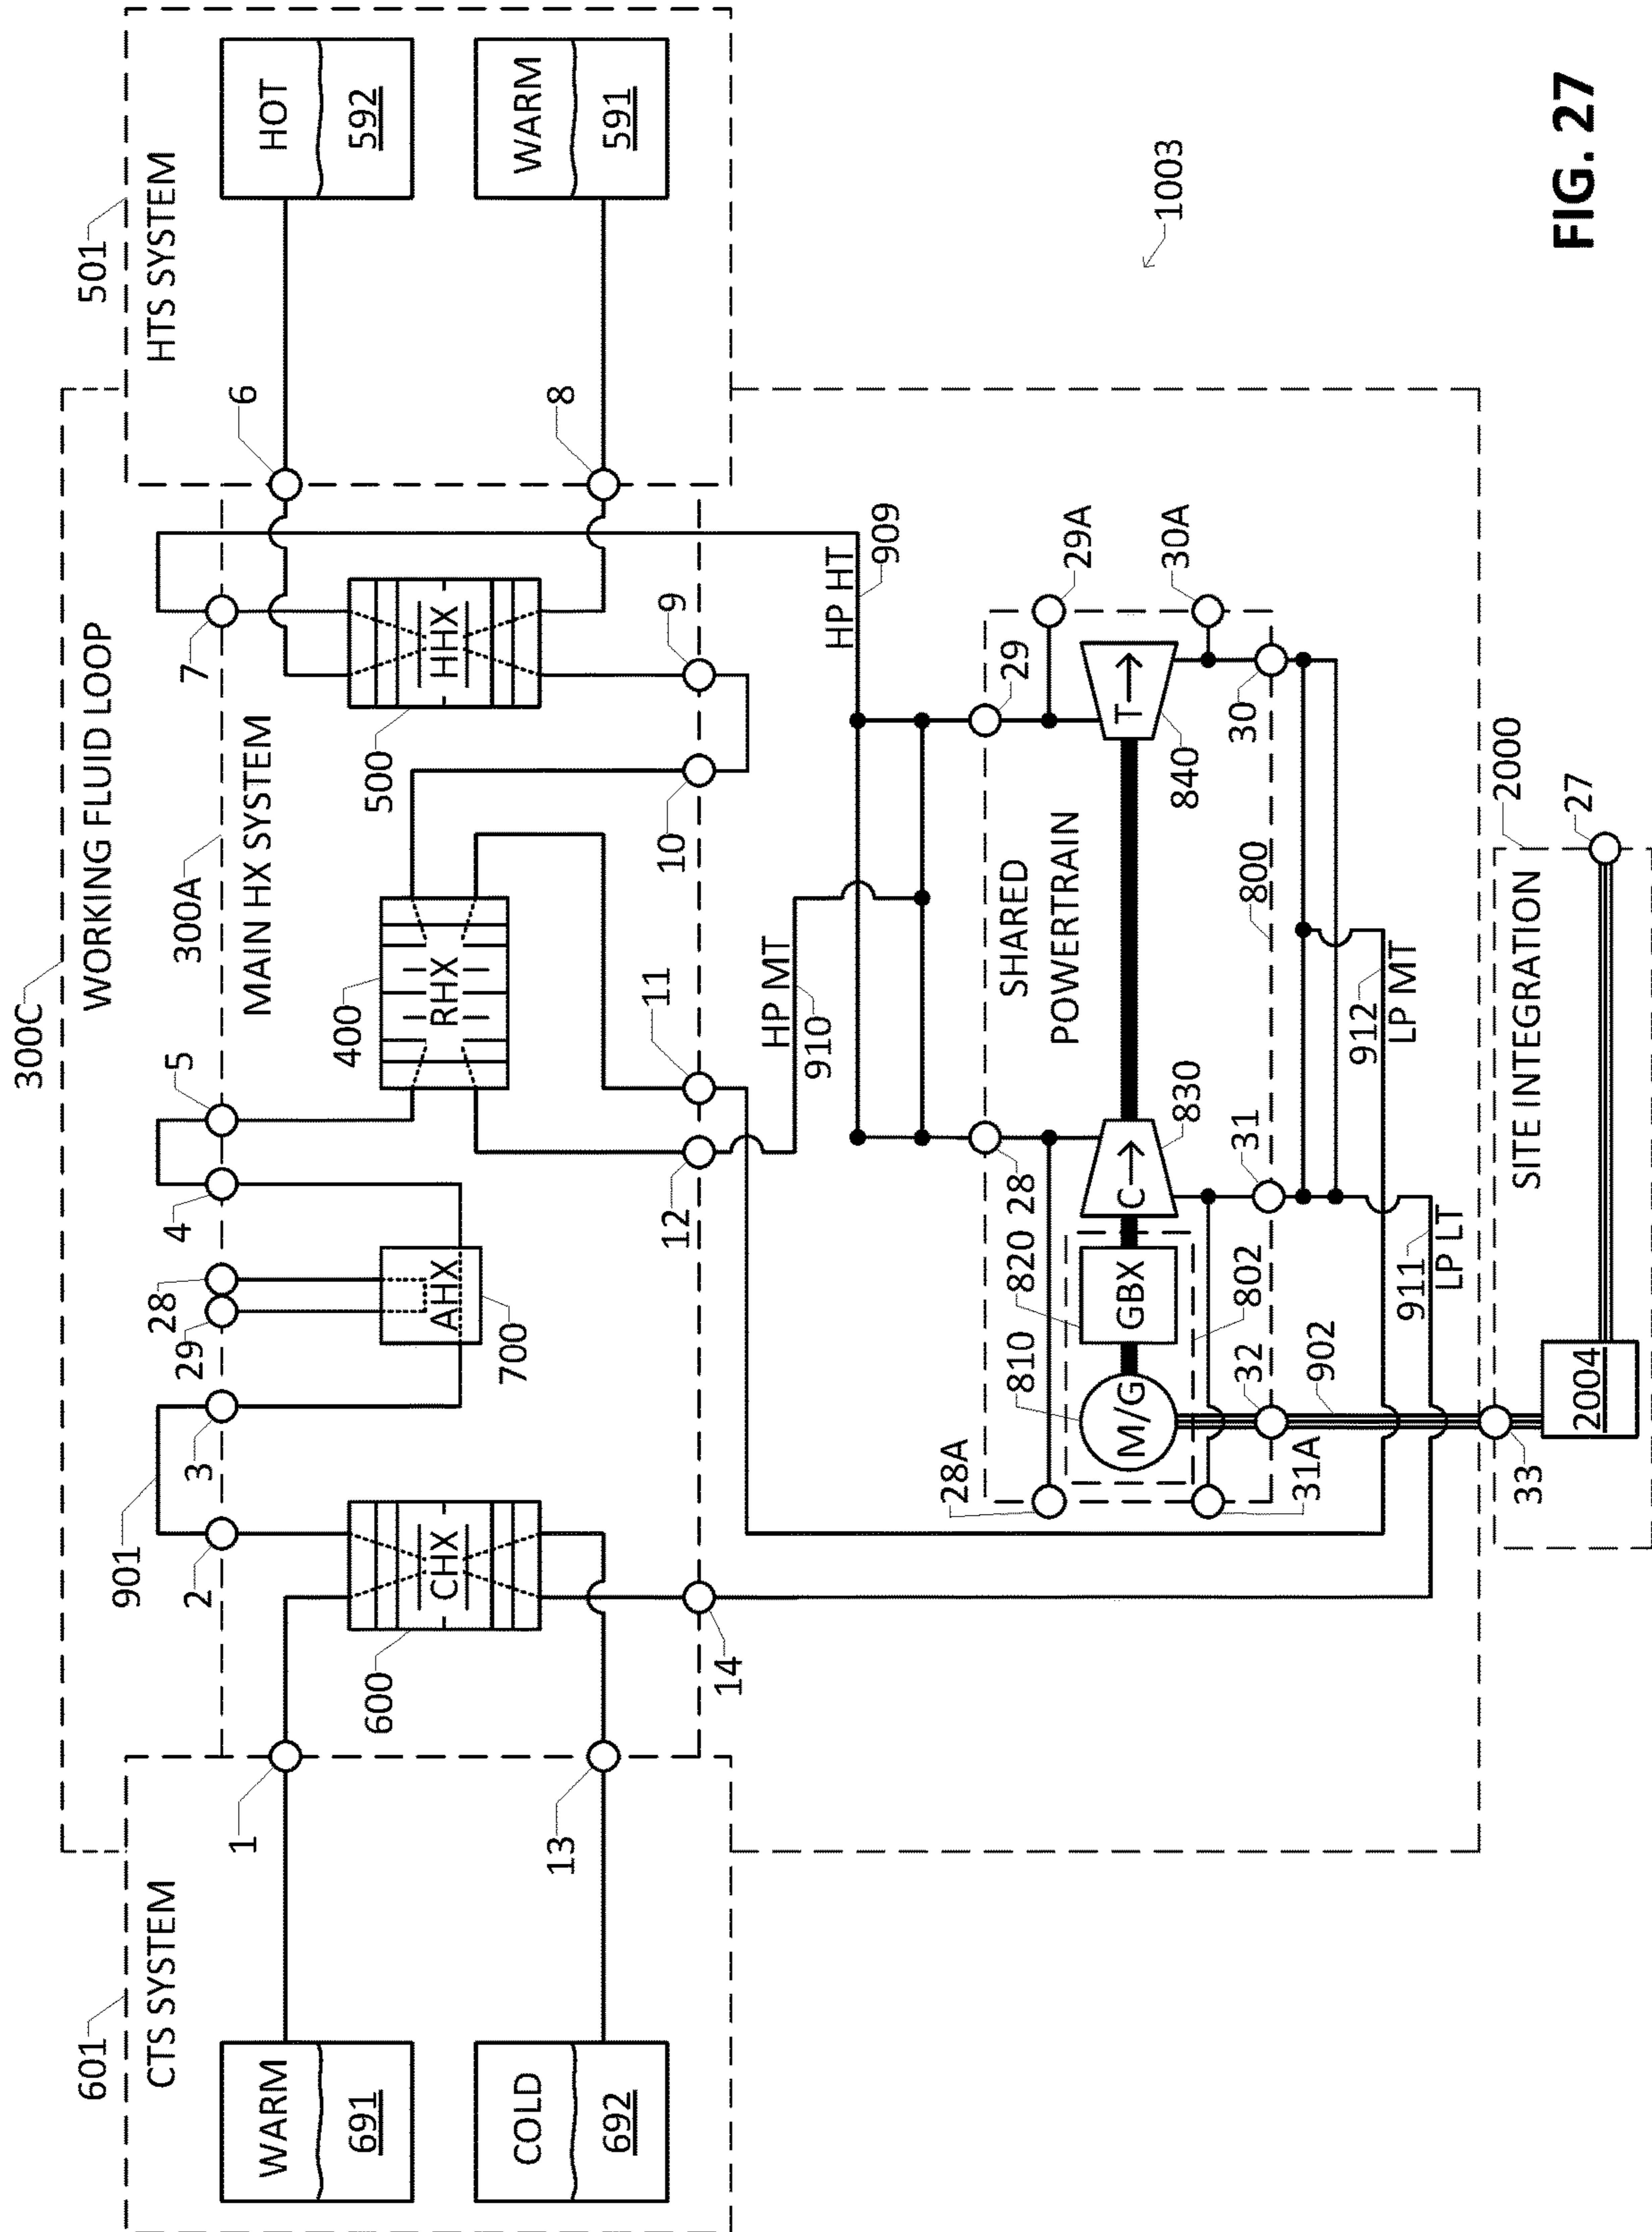 601
CTS SYSTEM
WARM
691
COLD
692
1
13
300C
WORKING FLUID LOOP
300A
MAIN HX SYSTEM
901
2
3
29
28
4
5
7
6
8
501
HTS SYSTEM
HOT
592
WARM
591
CHX
600
AHX
700
RHX
400
HHX
500
14
12
11
10
9
HP MT
910
HP HT
909
28A
28
29
29A
SHARED
POWERTRAIN
810
820
M/G
GBX
C
830
T
840
802
31A
32
31
30
30A
800
902
911
LP LT
912
LP MT
33
2000
SITE INTEGRATION
2004
27
1003
FIG. 27